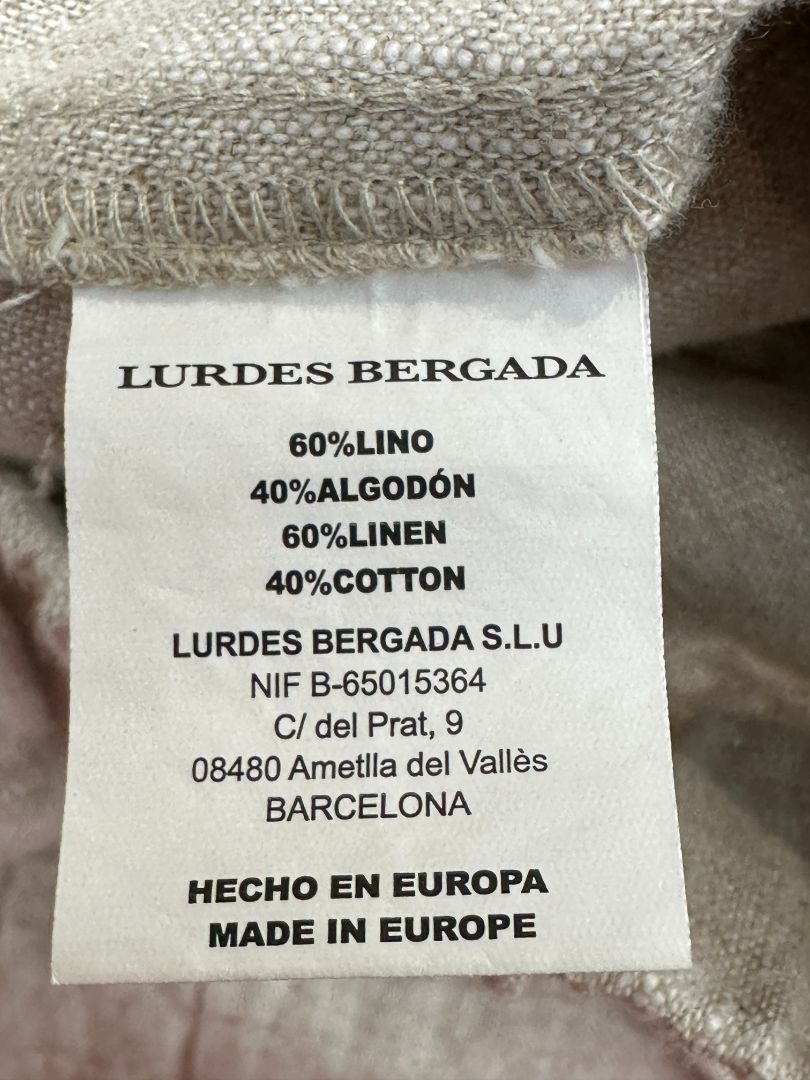 LURDES BERGADA
60%LINO
40%ALGODÓN
60%LINEN
40%COTTON
LURDES BERGADA S.L.U
NIF B-65015364
C/ del Prat, 9
08480 Ametlla del Vallès
BARCELONA
HECHO EN EUROPA
MADE IN EUROPE